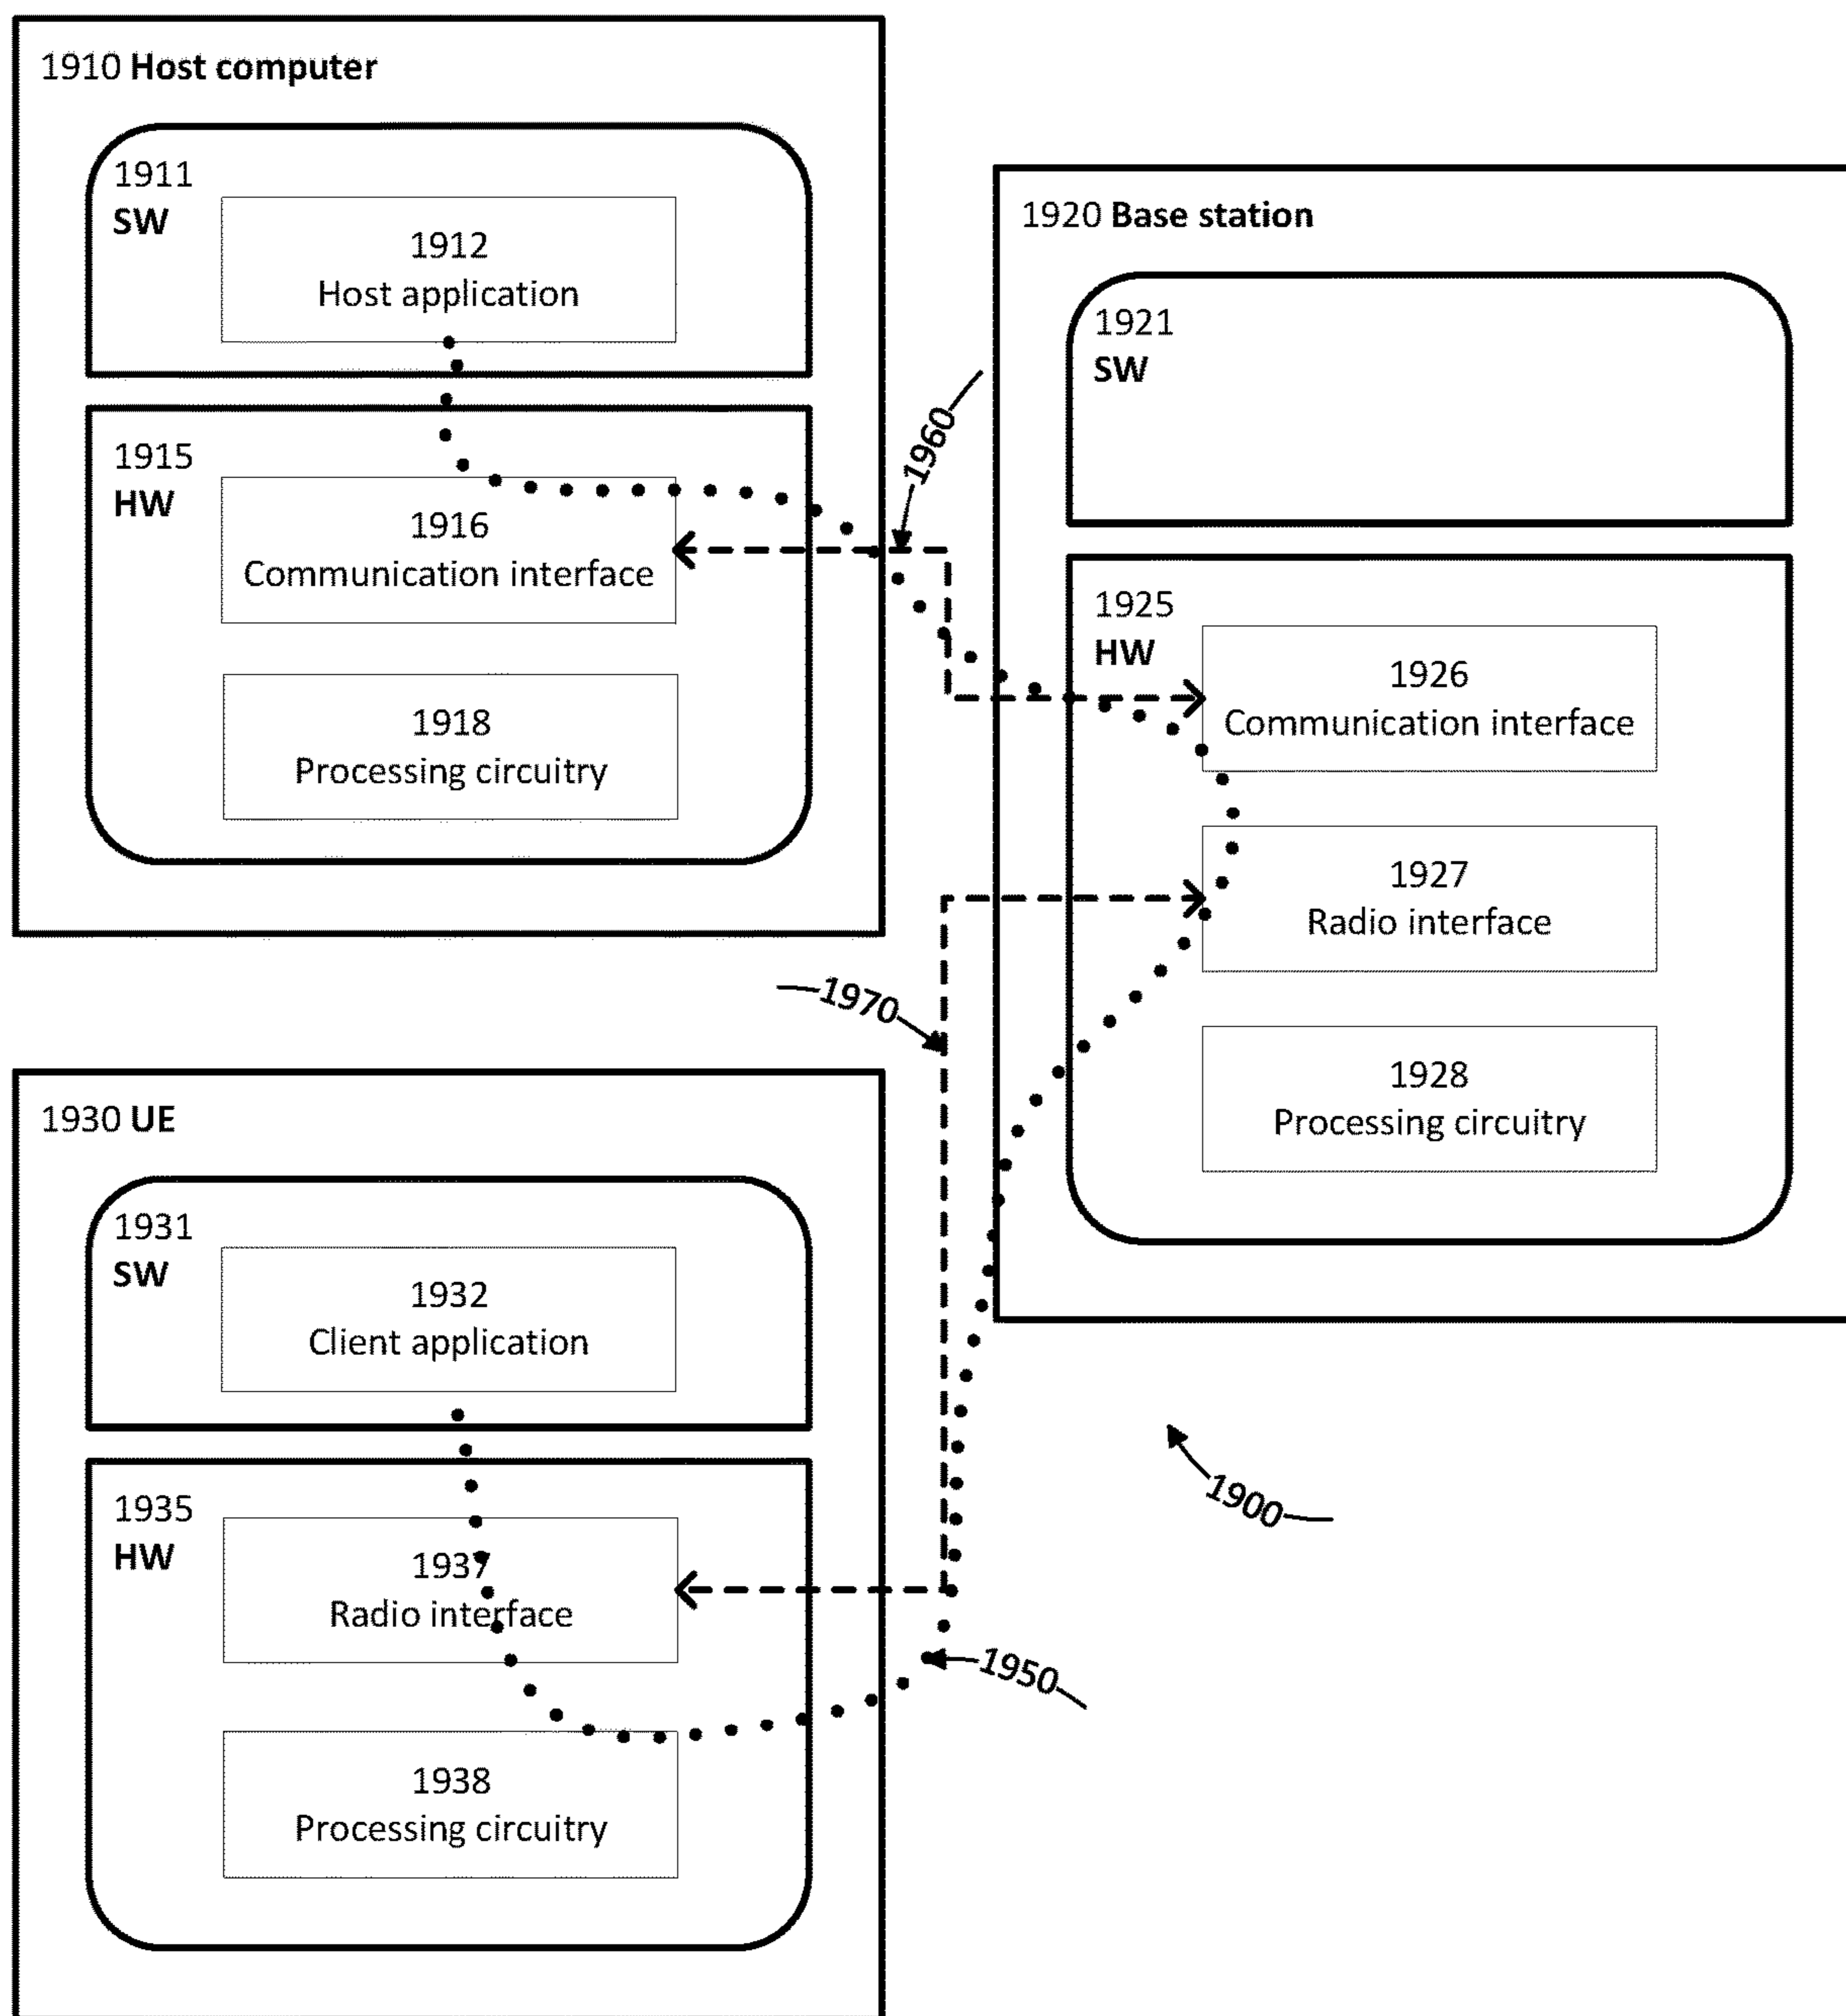 1910 Host computer
1911
SW
1912
Host application
1915
HW
1916
Communication interface
1918
Processing circuitry
1960
1920 Base station
1921
SW
1925
HW
1926
Communication interface
1927
Radio interface
1928
Processing circuitry
1970
1930 UE
1931
SW
1932
Client application
1935
HW
1937
Radio interface
1938
Processing circuitry
1900
1950